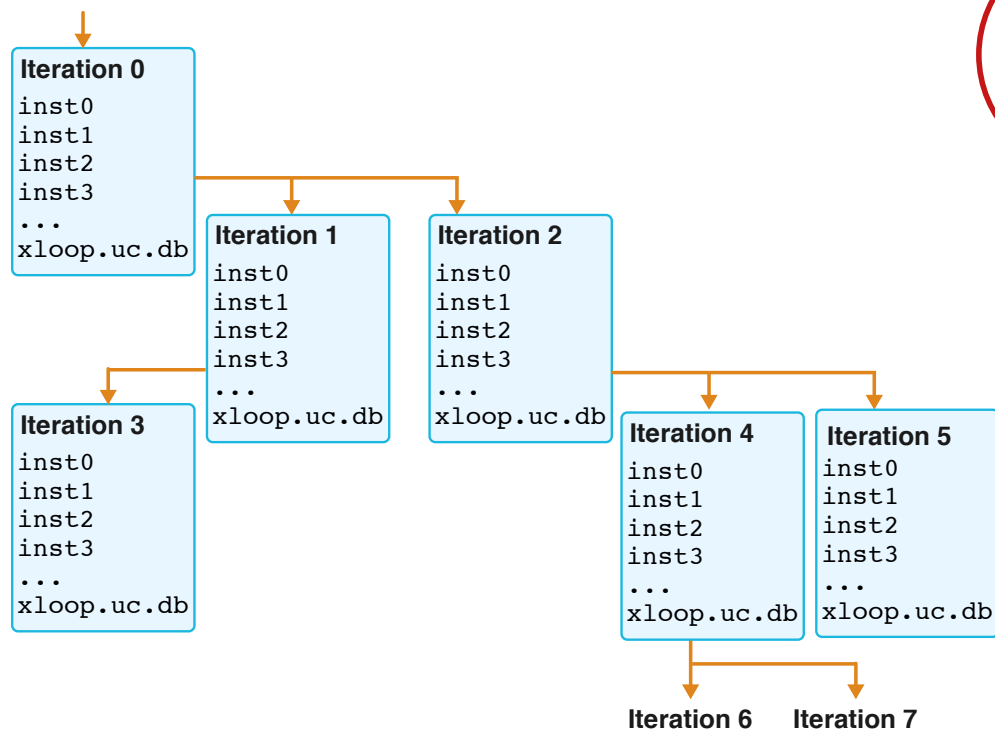 Iteration 0
inst0
inst1
inst2
inst3
...
xloop.uc.db
Iteration 1
inst0
inst1
inst2
inst3
...
xloop.uc.db
Iteration 2
inst0
inst1
inst2
inst3
...
xloop.uc.db
Iteration 3
inst0
inst1
inst2
inst3
...
xloop.uc.db
Iteration 4
inst0
inst1
inst2
inst3
...
xloop.uc.db
Iteration 5
inst0
inst1
inst2
inst3
...
xloop.uc.db
Iteration 6
Iteration 7